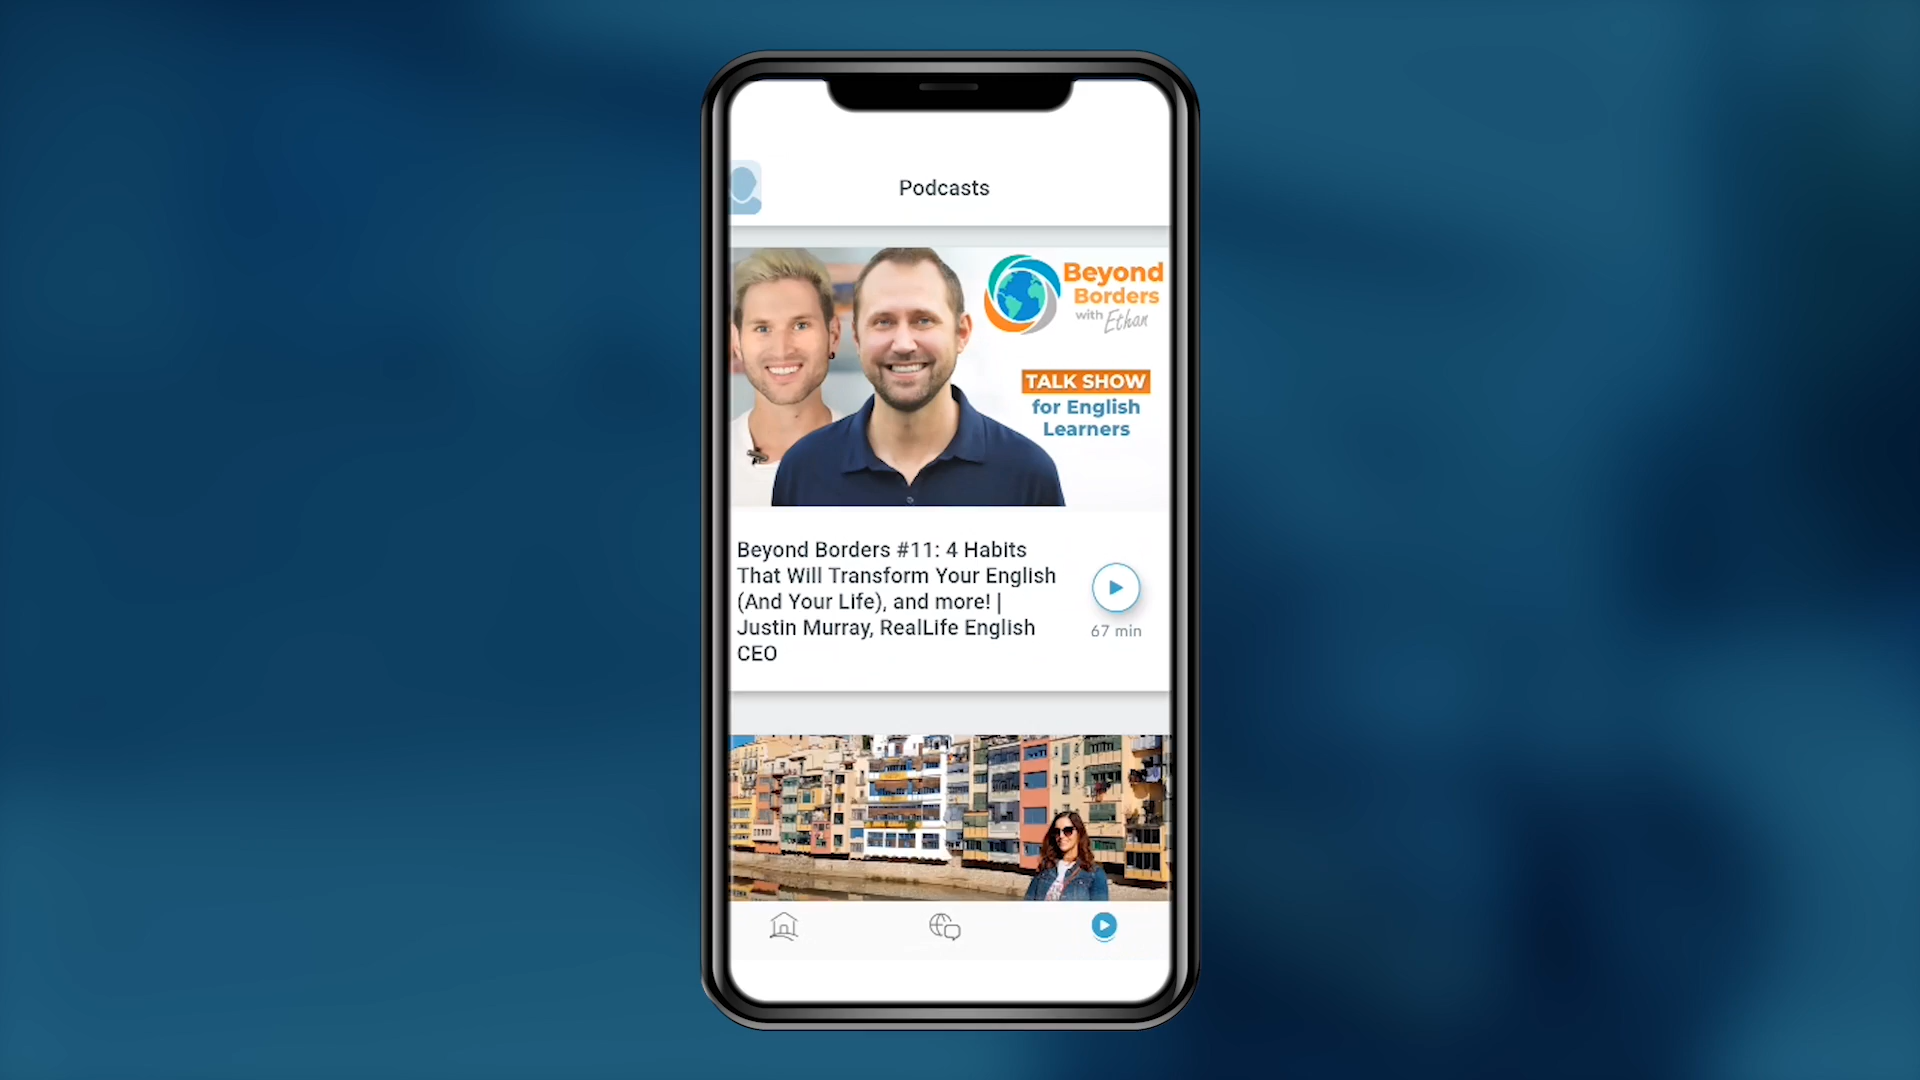 Podcasts
Beyond
Borders
with Ethan
TALK SHOW
for English
Learners
Beyond Borders #11: 4 Habits
That Will Transform Your English
(And Your Life), and more! |
Justin Murray, RealLife English
CEO
67 min